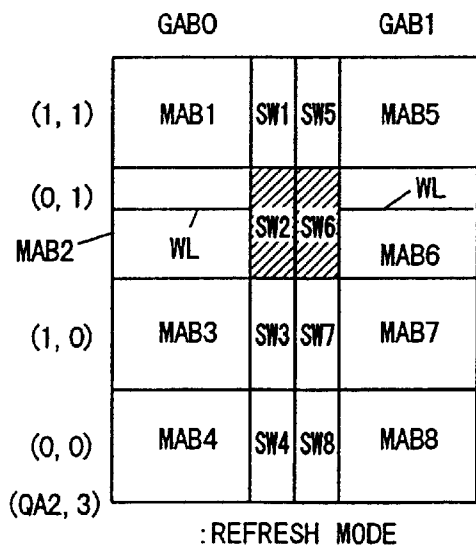 GAB0 GAB1
(1, 1) MAB1 SW1 SW5 MAB5
(0, 1) WL
MAB2 WL SW2 SW6 MAB6
(1, 0) MAB3 SW3 SW7 MAB7
(0, 0) MAB4 SW4 SW8 MAB8
(QA2, 3)
:REFRESH MODE